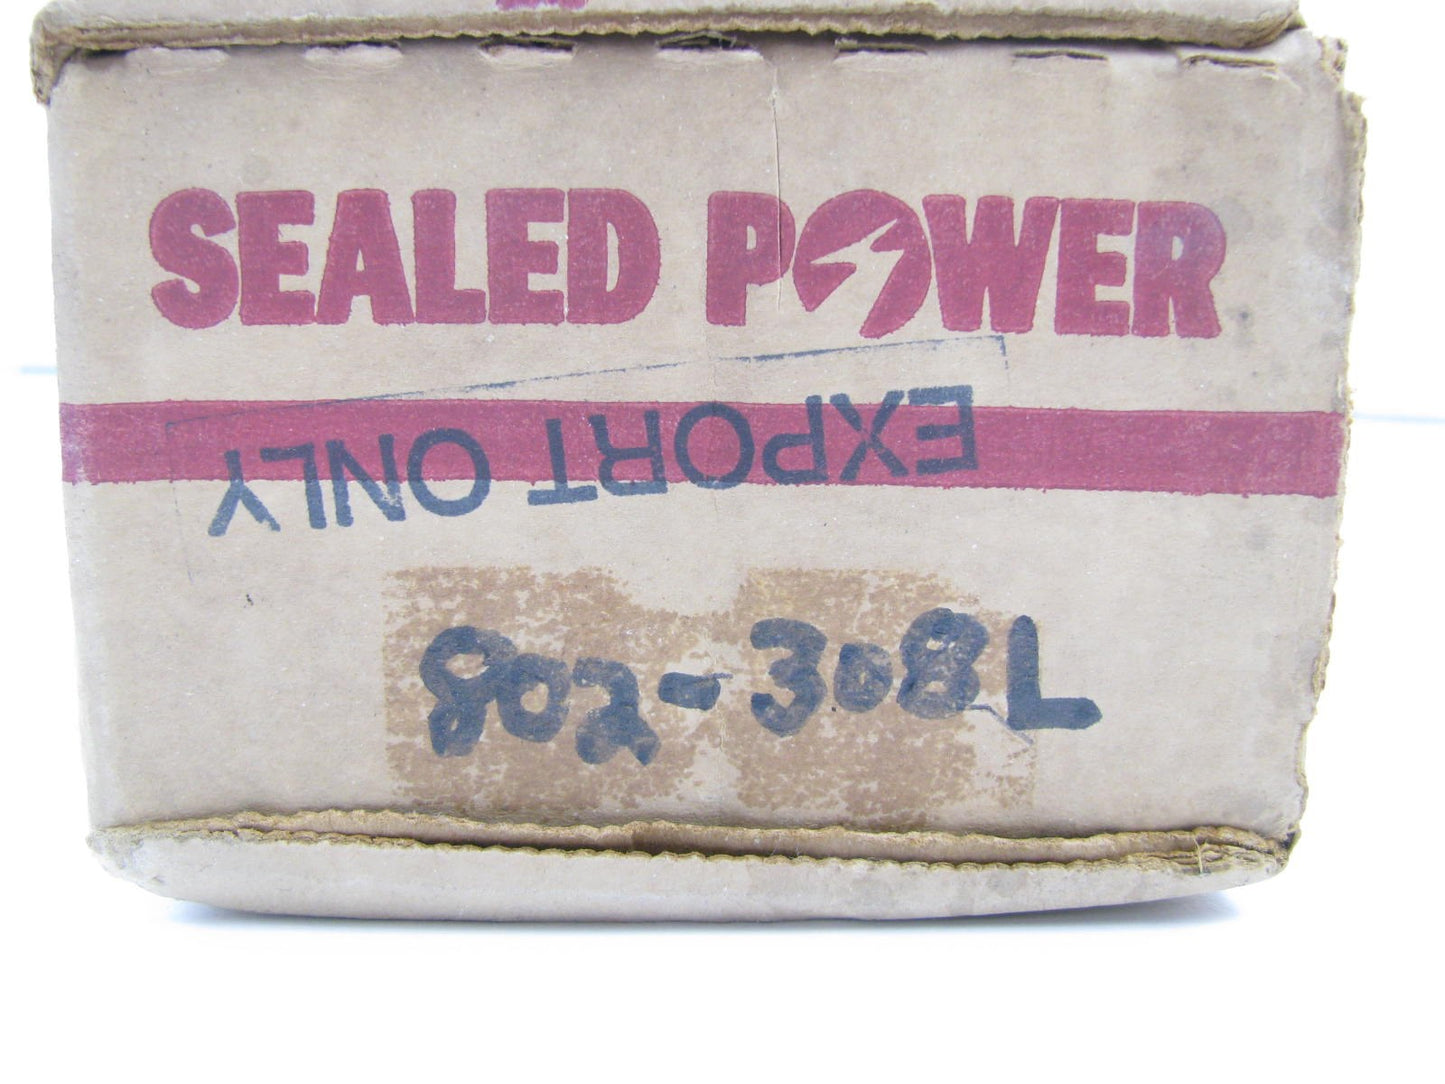 SEALED POWER
EXPORT ONLY
802-308L